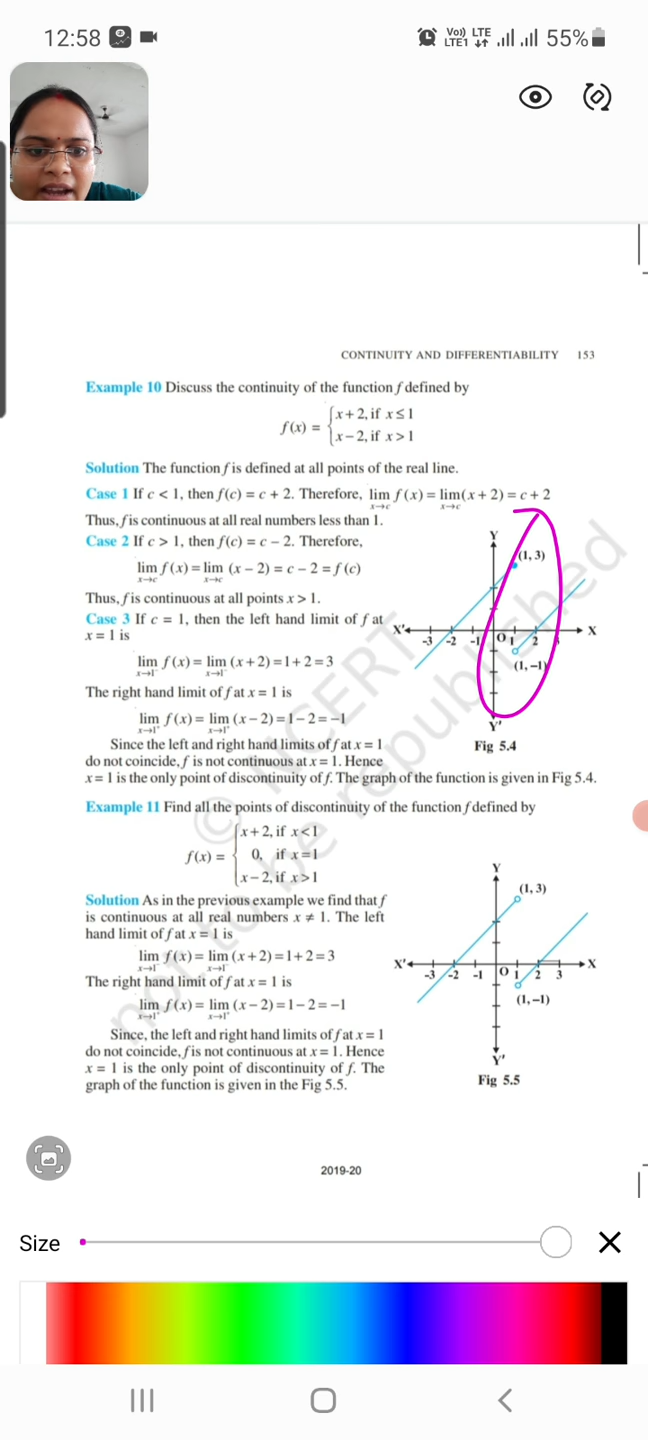 12:58
Vo)) LTE
LTE1
55%
CONTINUITY AND DIFFERENTIABILITY 153
Example 10 Discuss the continuity of the function f defined by
f(x) = { x + 2, if x ≤ 1
x − 2, if x > 1
Solution The function f is defined at all points of the real line.
Case 1 If c < 1, then f(c) = c + 2. Therefore, lim f(x) = lim (x + 2) = c + 2
x→c x→c
Thus, f is continuous at all real numbers less than 1.
Case 2 If c > 1, then f(c) = c − 2. Therefore,
lim f(x) = lim (x − 2) = c − 2 = f(c)
x→c x→c
Thus, f is continuous at all points x > 1.
Case 3 If c = 1, then the left hand limit of f at
x = 1 is
lim f(x) = lim (x + 2) = 1 + 2 = 3
x→1⁻ x→1⁻
The right hand limit of f at x = 1 is
lim f(x) = lim (x − 2) = 1 − 2 = −1
x→1⁺ x→1⁺
Since the left and right hand limits of f at x = 1
do not coincide, f is not continuous at x = 1. Hence
x = 1 is the only point of discontinuity of f. The graph of the function is given in Fig 5.4.
Y
(1, 3)
X' -3 -2 -1 O 1 2 X
(1, −1)
Y'
Fig 5.4
Example 11 Find all the points of discontinuity of the function f defined by
f(x) = { x + 2, if x < 1
0, if x = 1
x − 2, if x > 1
Solution As in the previous example we find that f
is continuous at all real numbers x ≠ 1. The left
hand limit of f at x = 1 is
lim f(x) = lim (x + 2) = 1 + 2 = 3
x→1⁻ x→1⁻
The right hand limit of f at x = 1 is
lim f(x) = lim (x − 2) = 1 − 2 = −1
x→1⁺ x→1⁺
Since, the left and right hand limits of f at x = 1
do not coincide, f is not continuous at x = 1. Hence
x = 1 is the only point of discontinuity of f. The
graph of the function is given in the Fig 5.5.
Y
(1, 3)
X' -3 -2 -1 O 1 2 3 X
(1, −1)
Y'
Fig 5.5
© NCERT
not to be republished
2019-20
Size